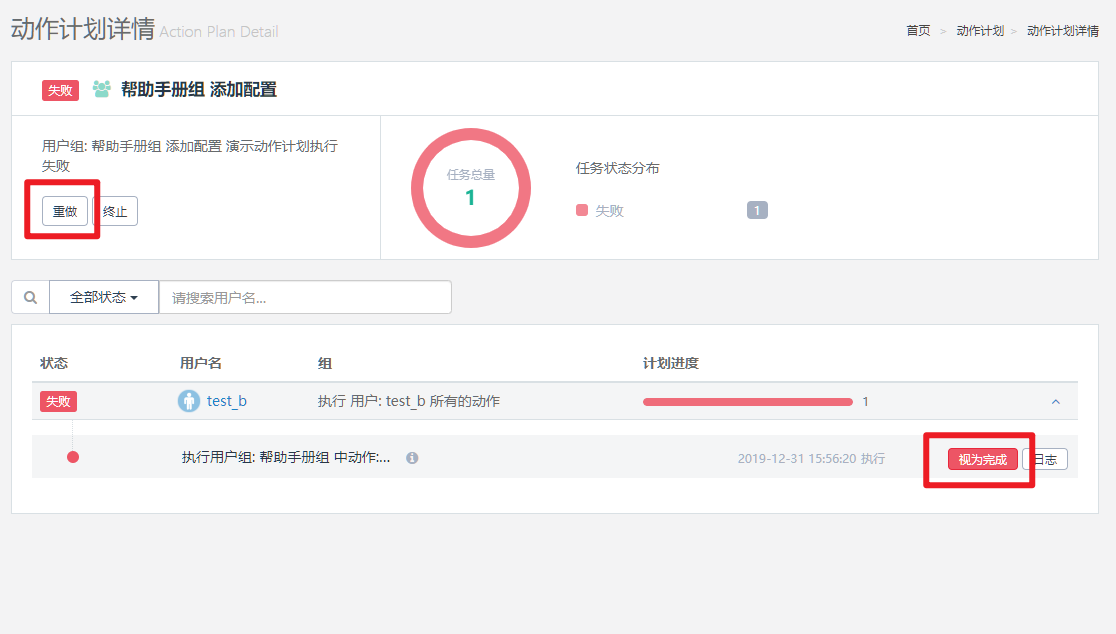 动作计划详情 Action Plan Detail
首页 > 动作计划 > 动作计划详情
失败 帮助手册组 添加配置
用户组: 帮助手册组 添加配置 演示动作计划执行
失败
重做 终止
任务总量
1
任务状态分布
失败 1
全部状态 请搜索用户名...
状态 用户名 组 计划进度
失败 test_b 执行 用户: test_b 所有的动作 1
执行用户组: 帮助手册组 中动作:... 2019-12-31 15:56:20 执行 视为完成 日志